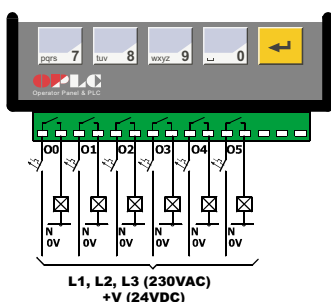 pqrs 7 tuv 8 wxyz 9 ␣ 0
OPLC
Operator Panel & PLC
O0 O1 O2 O3 O4 O5
N N N N N N
0V 0V 0V 0V 0V 0V
L1, L2, L3 (230VAC)
+V (24VDC)